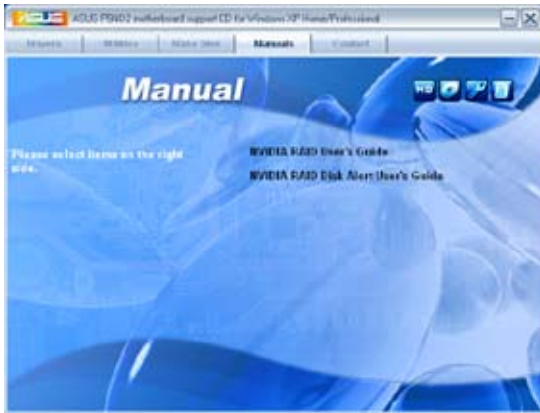 ASUS P5ND2 motherboard support CD for Windows XP Home/Professional
Drivers Utilities Make Disk Manuals Contact
Manual
Please select items on the right
side.
NVIDIA RAID User's Guide
NVIDIA RAID Disk Alert User's Guide